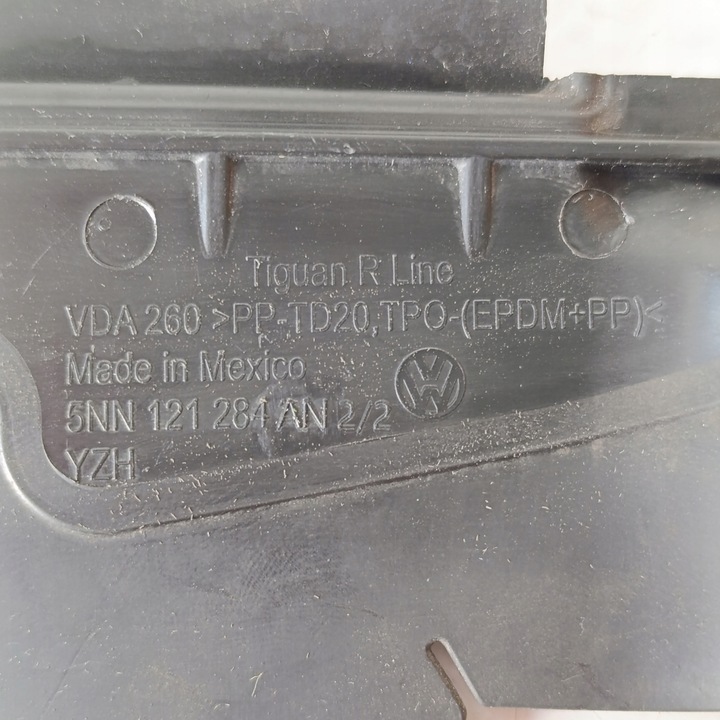 Tiguan R Line
VDA 260 >PP-TD20,TPO-(EPDM+PP)<
Made in Mexico
5NN 121 284 AN 2/2
YZH